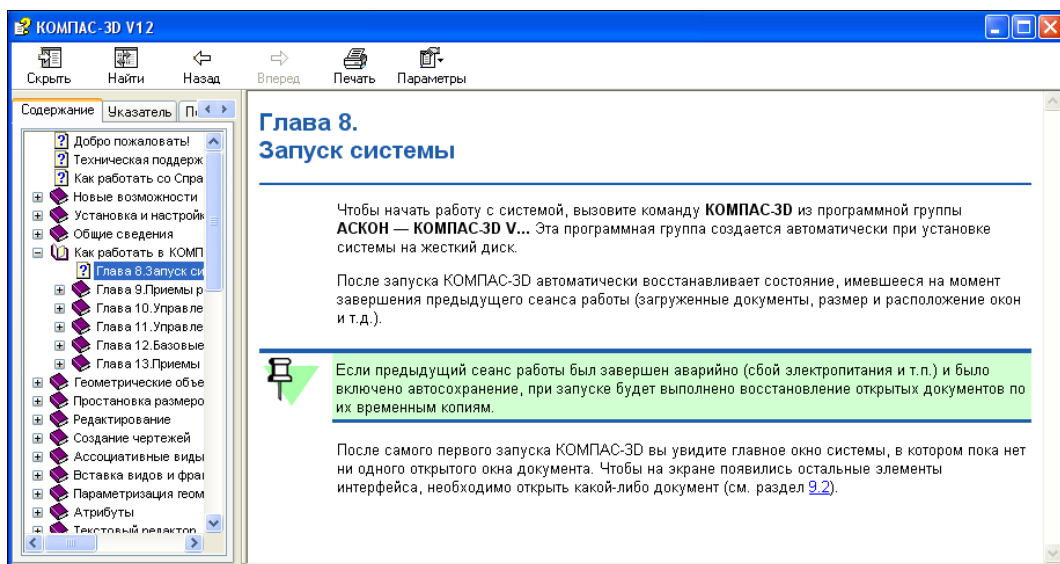 КОМПАС-3D V12
Скрыть Найти Назад Вперед Печать Параметры
Содержание Указатель
Добро пожаловать!
Техническая поддерж
Как работать со Спра
Новые возможности
Установка и настройк
Общие сведения
Как работать в КОМП
Глава 8.Запуск си
Глава 9.Приемы р
Глава 10.Управле
Глава 11.Управле
Глава 12.Базовые
Глава 13.Приемы
Геометрические объе
Простановка размеро
Редактирование
Создание чертежей
Ассоциативные виды
Вставка видов и фраг
Параметризация геом
Атрибуты
Текстовый редактор
Глава 8.
Запуск системы
Чтобы начать работу с системой, вызовите команду КОМПАС-3D из программной группы
АСКОН — КОМПАС-3D V... Эта программная группа создается автоматически при установке
системы на жесткий диск.
После запуска КОМПАС-3D автоматически восстанавливает состояние, имевшееся на момент
завершения предыдущего сеанса работы (загруженные документы, размер и расположение окон
и т.д.).
Если предыдущий сеанс работы был завершен аварийно (сбой электропитания и т.п.) и было
включено автосохранение, при запуске будет выполнено восстановление открытых документов по
их временным копиям.
После самого первого запуска КОМПАС-3D вы увидите главное окно системы, в котором пока нет
ни одного открытого окна документа. Чтобы на экране появились остальные элементы
интерфейса, необходимо открыть какой-либо документ (см. раздел 9.2).